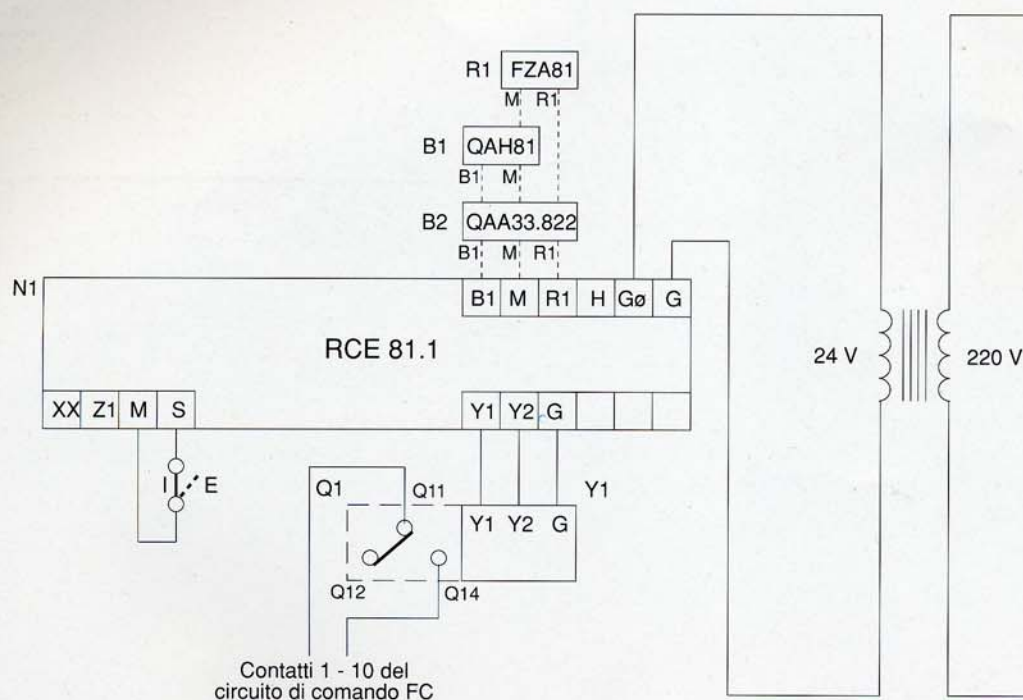 R1 FZA81
M R1
B1 QAH81
B1 M
B2 QAA33.822
B1 M R1
N1
B1 M R1 H Gø G
RCE 81.1
24 V 220 V
XX Z1 M S
Y1 Y2 G
I E
Q1 Q11 Y1
Y1 Y2 G
Q12 Q14
Contatti 1 - 10 del
circuito di comando FC